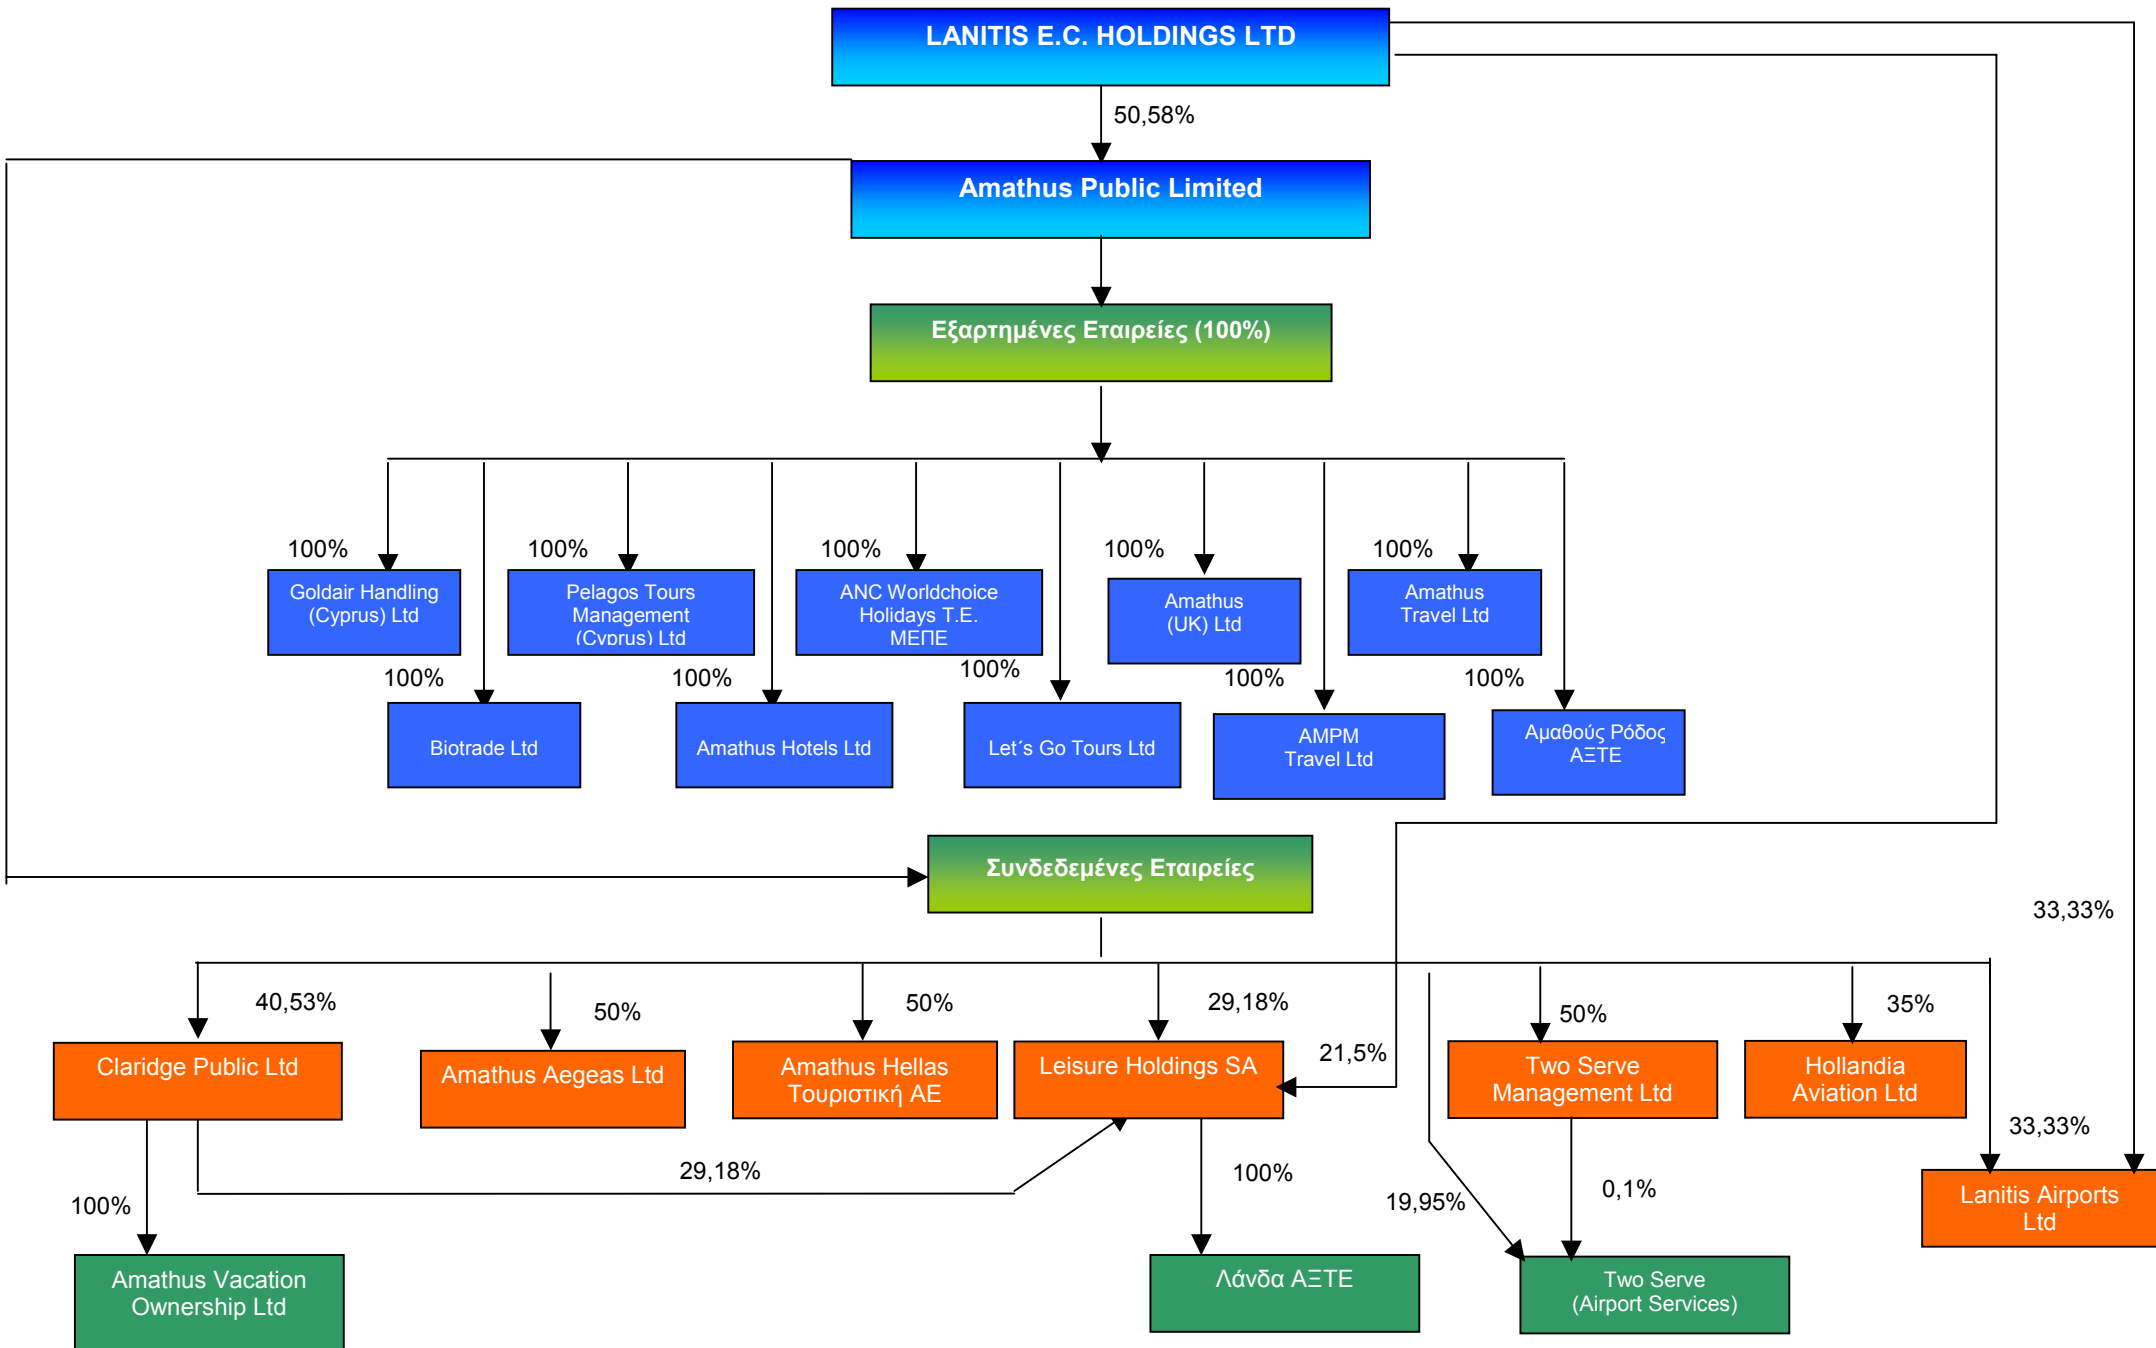 LANITIS E.C. HOLDINGS LTD
50,58%
Amathus Public Limited
Εξαρτημένες Εταιρείες (100%)
100%
100%
100%
100%
100%
Goldair Handling
(Cyprus) Ltd
Pelagos Tours
Management
(Cyprus) Ltd
ANC Worldchoice
Holidays T.E.
ΜΕΠΕ
Amathus
(UK) Ltd
Amathus
Travel Ltd
100%
100%
100%
100%
100%
Biotrade Ltd
Amathus Hotels Ltd
Let´s Go Tours Ltd
AMPM
Travel Ltd
Αμαθούς Ρόδος
ΑΞΤΕ
Συνδεδεμένες Εταιρείες
33,33%
40,53%
50%
50%
29,18%
50%
35%
Claridge Public Ltd
Amathus Aegeas Ltd
Amathus Hellas
Τουριστική ΑΕ
Leisure Holdings SA
21,5%
Two Serve
Management Ltd
Hollandia
Aviation Ltd
33,33%
29,18%
100%
100%
19,95%
0,1%
Lanitis Airports
Ltd
Amathus Vacation
Ownership Ltd
Λάνδα ΑΞΤΕ
Two Serve
(Airport Services)